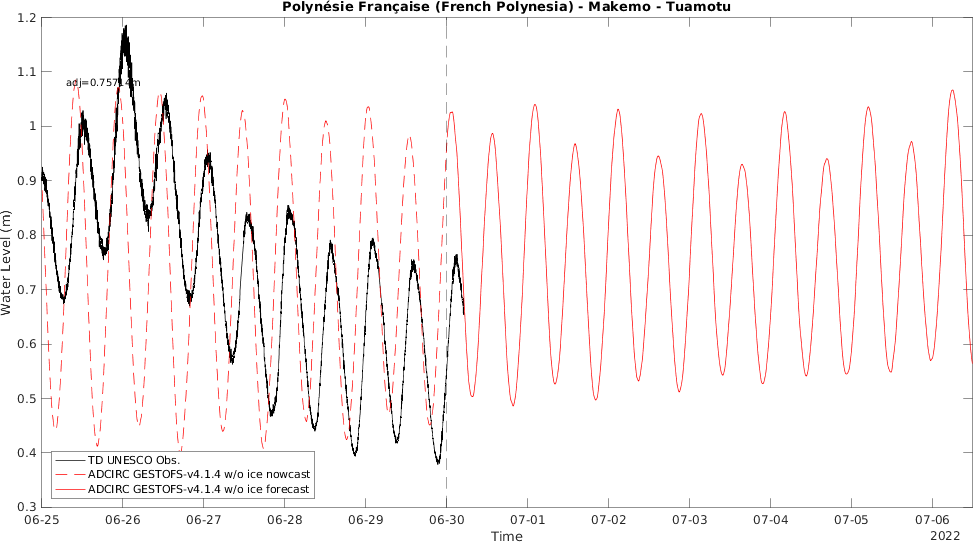 Polynésie Française (French Polynesia) - Makemo - Tuamotu
1.2
1.1
1
0.9
0.8
0.7
0.6
0.5
0.4
0.3
Water Level (m)
adj=0.75714m
TD UNESCO Obs.
ADCIRC GESTOFS-v4.1.4 w/o ice nowcast
ADCIRC GESTOFS-v4.1.4 w/o ice forecast
06-25 06-26 06-27 06-28 06-29 06-30 07-01 07-02 07-03 07-04 07-05 07-06
Time
2022